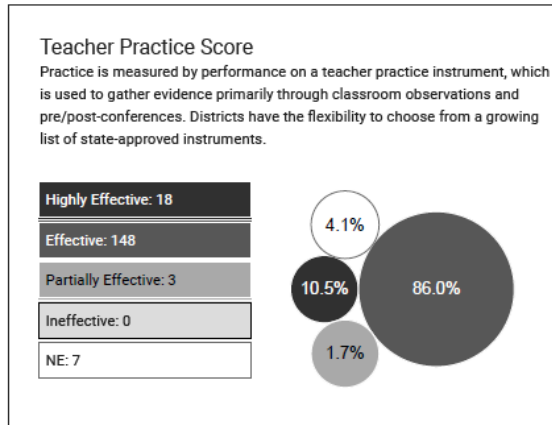 Teacher Practice Score
Practice is measured by performance on a teacher practice instrument, which
is used to gather evidence primarily through classroom observations and
pre/post-conferences. Districts have the flexibility to choose from a growing
list of state-approved instruments.
Highly Effective: 18
Effective: 148
Partially Effective: 3
Ineffective: 0
NE: 7
4.1%
10.5%
86.0%
1.7%